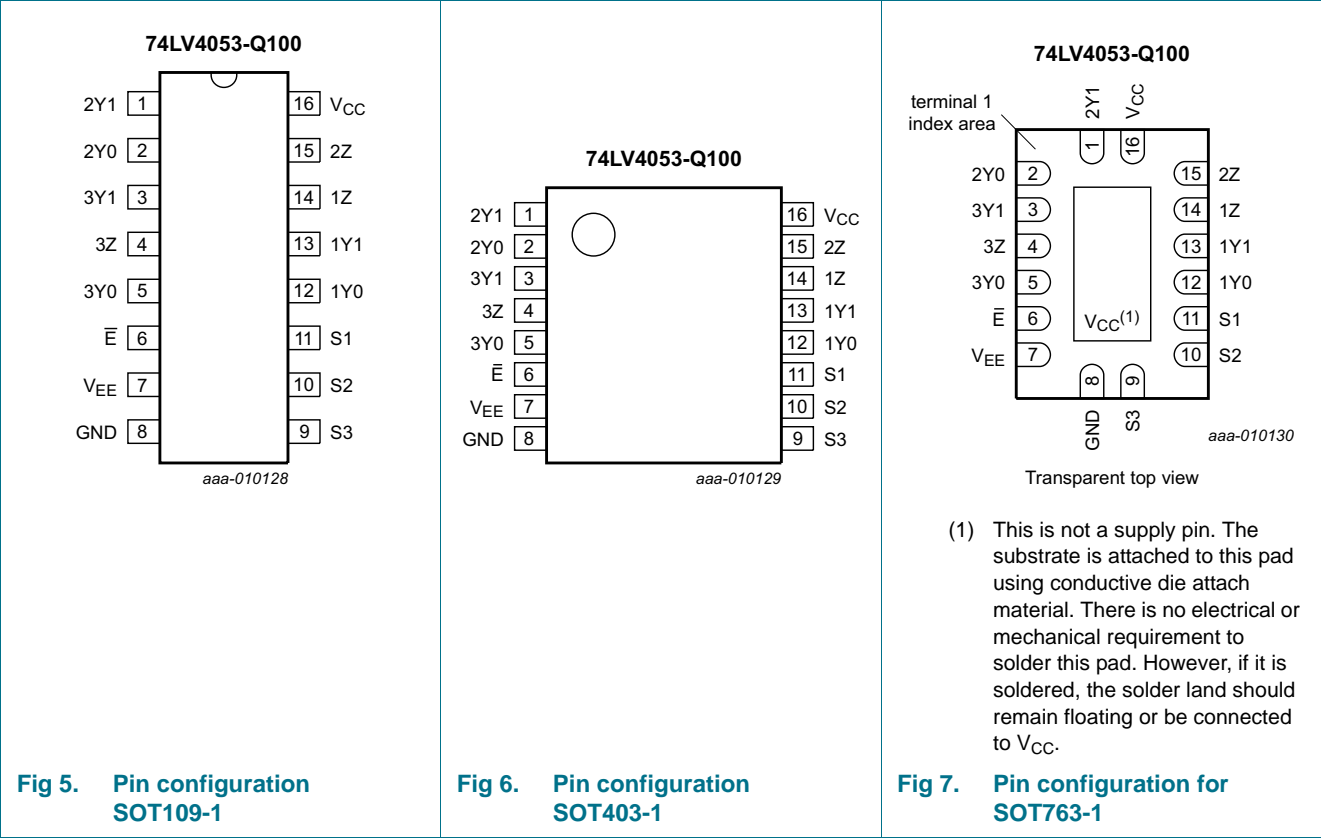 74LV4053-Q100
2Y1 1 16 VCC
2Y0 2 15 2Z
3Y1 3 14 1Z
3Z 4 13 1Y1
3Y0 5 12 1Y0
E̅ 6 11 S1
VEE 7 10 S2
GND 8 9 S3
aaa-010128
Fig 5. Pin configuration
SOT109-1
74LV4053-Q100
2Y1 1 16 VCC
2Y0 2 15 2Z
3Y1 3 14 1Z
3Z 4 13 1Y1
3Y0 5 12 1Y0
E̅ 6 11 S1
VEE 7 10 S2
GND 8 9 S3
aaa-010129
Fig 6. Pin configuration
SOT403-1
74LV4053-Q100
terminal 1
index area
2Y1 VCC
1 16
2Y0 2 15 2Z
3Y1 3 14 1Z
3Z 4 13 1Y1
3Y0 5 12 1Y0
E̅ 6 VCC(1) 11 S1
VEE 7 10 S2
8 9
GND S3
aaa-010130
Transparent top view
(1) This is not a supply pin. The
substrate is attached to this pad
using conductive die attach
material. There is no electrical or
mechanical requirement to
solder this pad. However, if it is
soldered, the solder land should
remain floating or be connected
to VCC.
Fig 7. Pin configuration for
SOT763-1